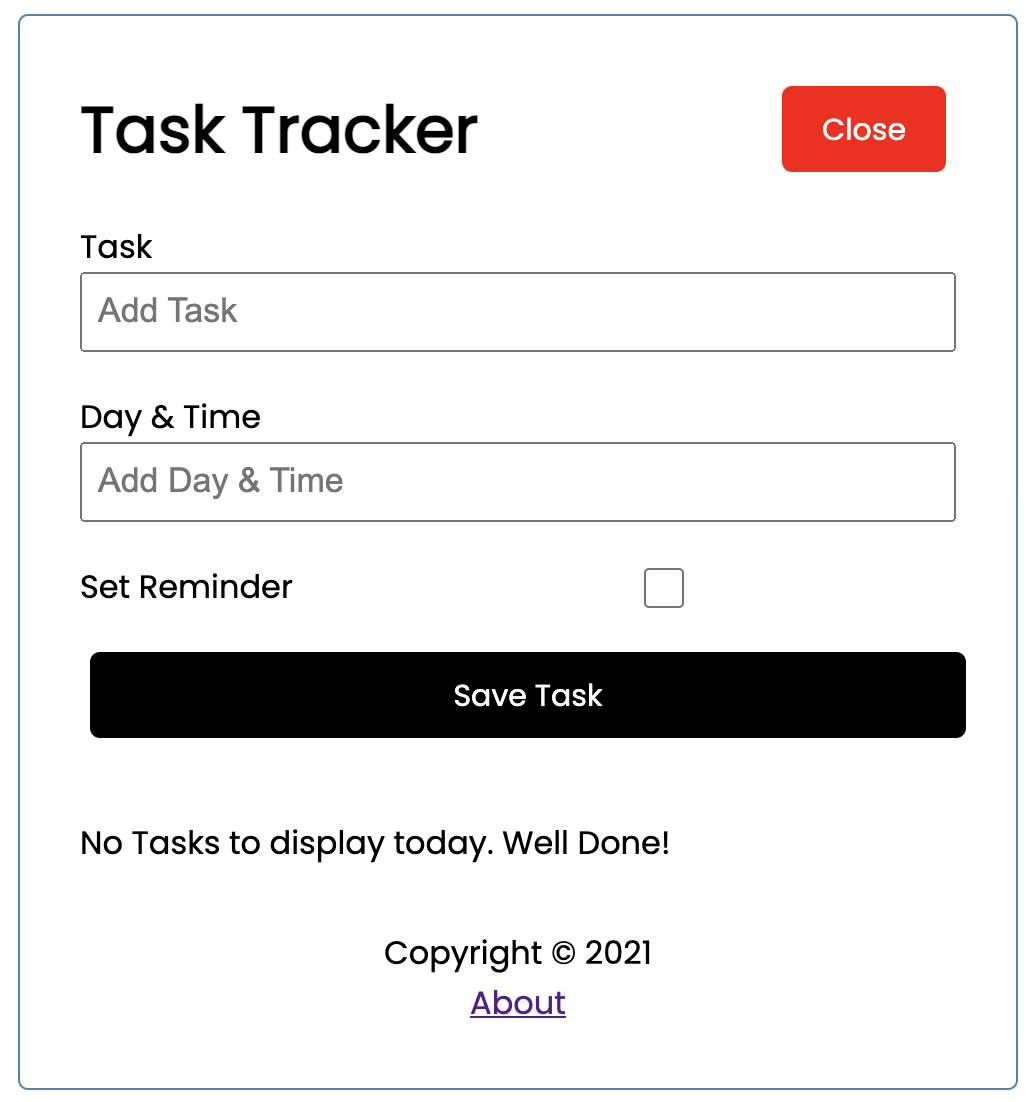 Task Tracker
Close
Task
Add Task
Day & Time
Add Day & Time
Set Reminder
Save Task
No Tasks to display today. Well Done!
Copyright © 2021
About